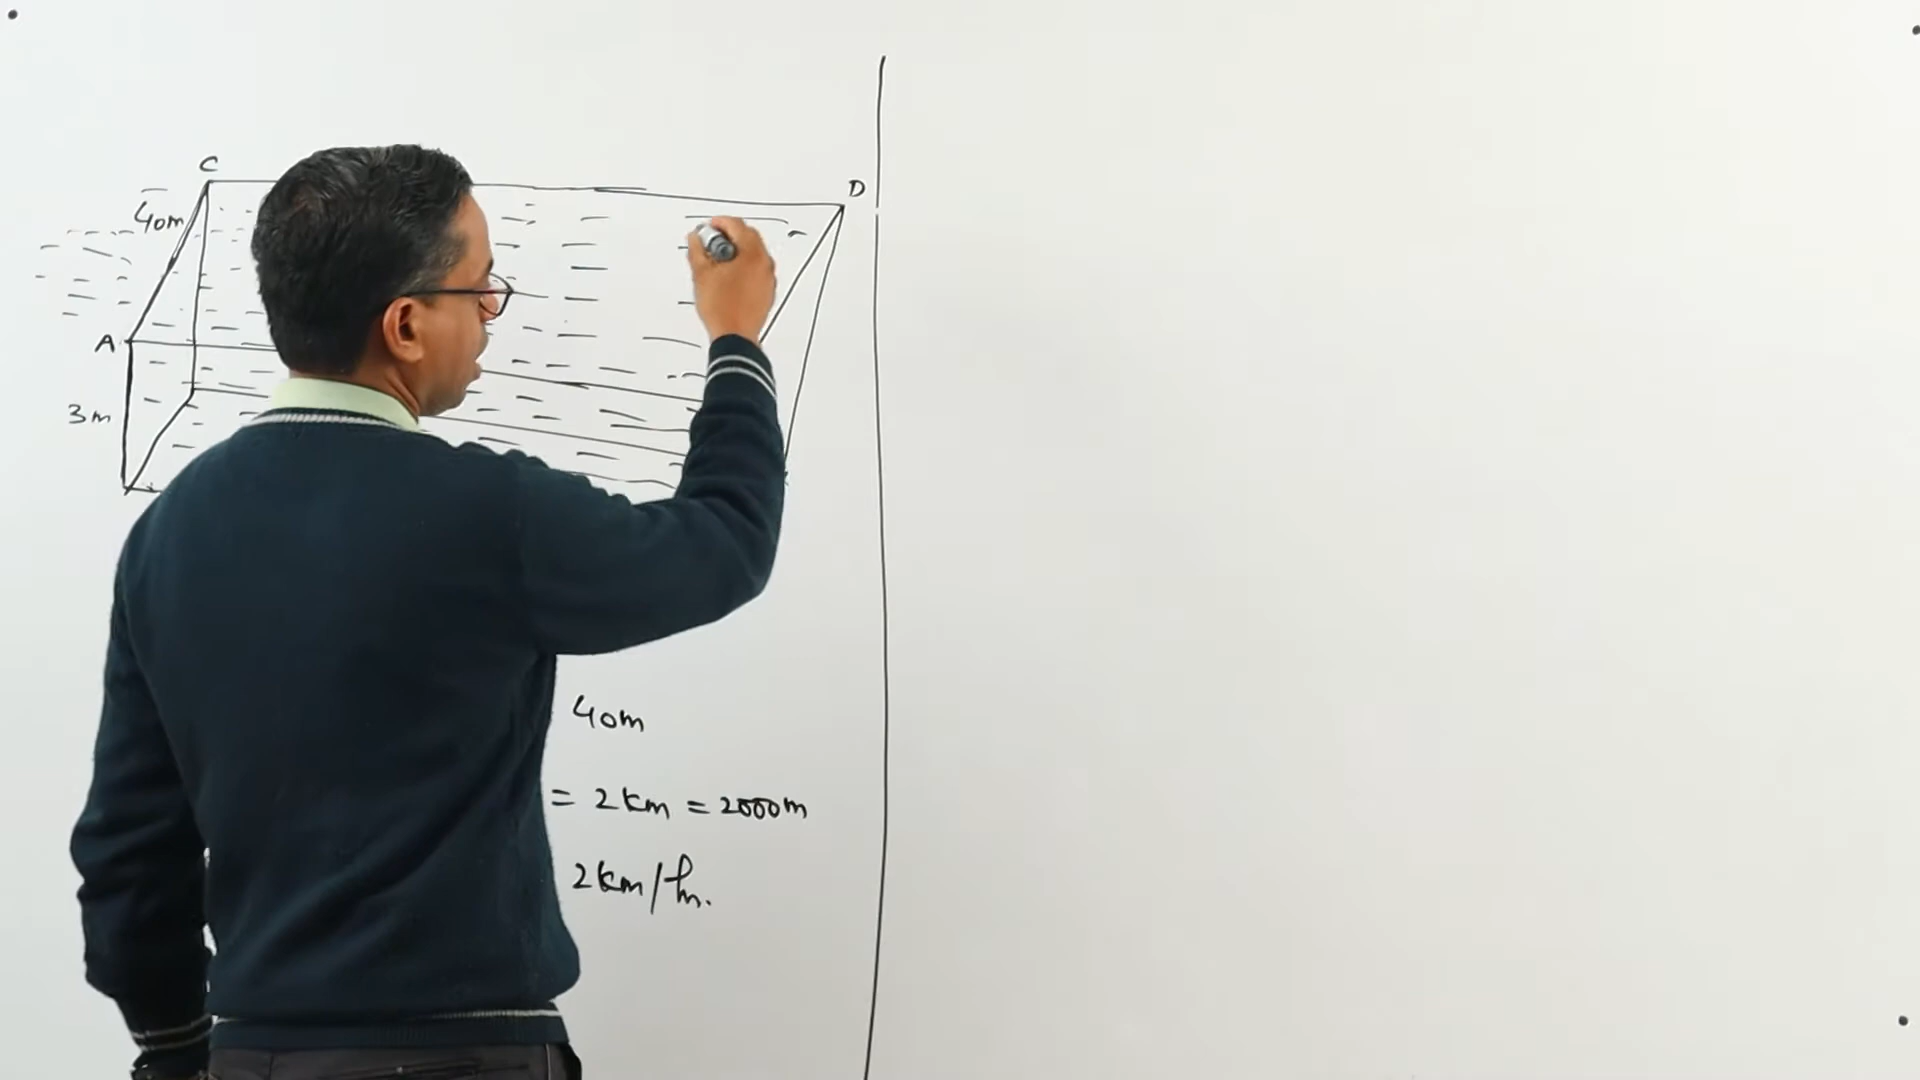 C
D
40m
A
3m
40m
= 2km = 2000m
2km/hr.